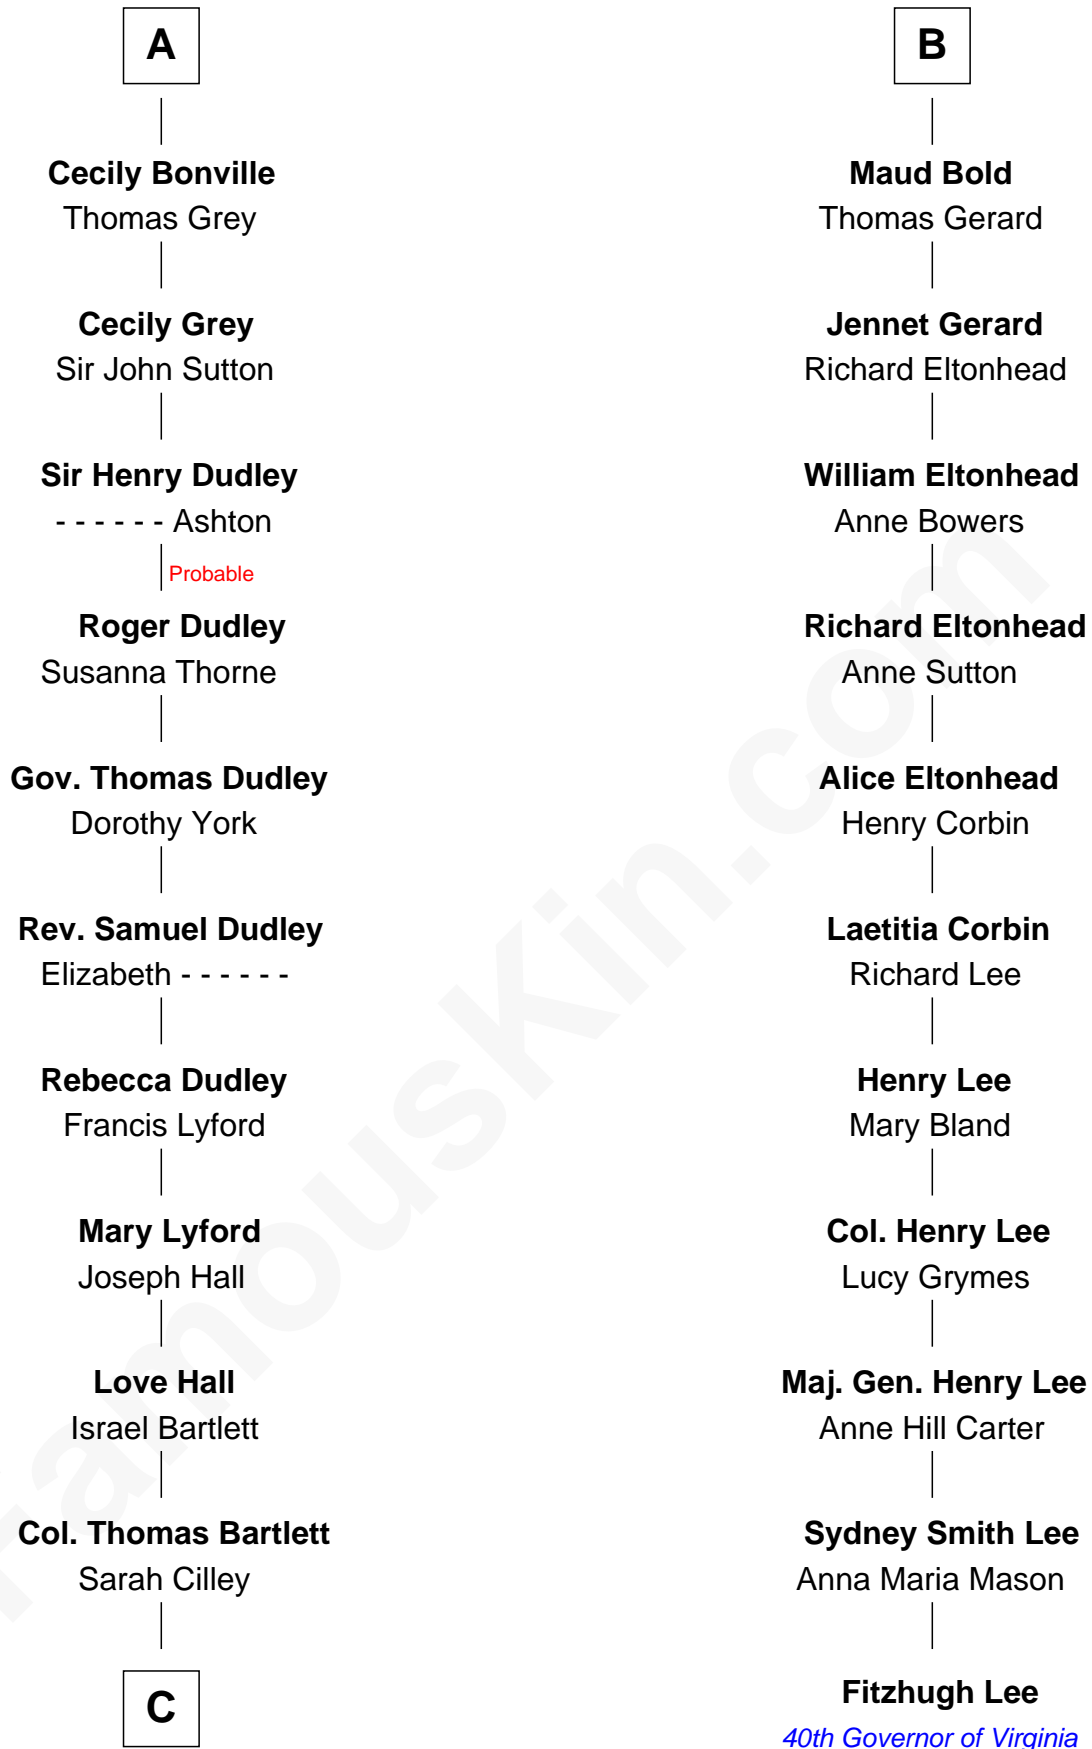 A
Cecily Bonville
Thomas Grey
Cecily Grey
Sir John Sutton
Sir Henry Dudley
- - - - - - Ashton
Probable
Roger Dudley
Susanna Thorne
Gov. Thomas Dudley
Dorothy York
Rev. Samuel Dudley
Elizabeth - - - - - -
Rebecca Dudley
Francis Lyford
Mary Lyford
Joseph Hall
Love Hall
Israel Bartlett
Col. Thomas Bartlett
Sarah Cilley
C
B
Maud Bold
Thomas Gerard
Jennet Gerard
Richard Eltonhead
William Eltonhead
Anne Bowers
Richard Eltonhead
Anne Sutton
Alice Eltonhead
Henry Corbin
Laetitia Corbin
Richard Lee
Henry Lee
Mary Bland
Col. Henry Lee
Lucy Grymes
Maj. Gen. Henry Lee
Anne Hill Carter
Sydney Smith Lee
Anna Maria Mason
Fitzhugh Lee
40th Governor of Virginia
FamousKin.com